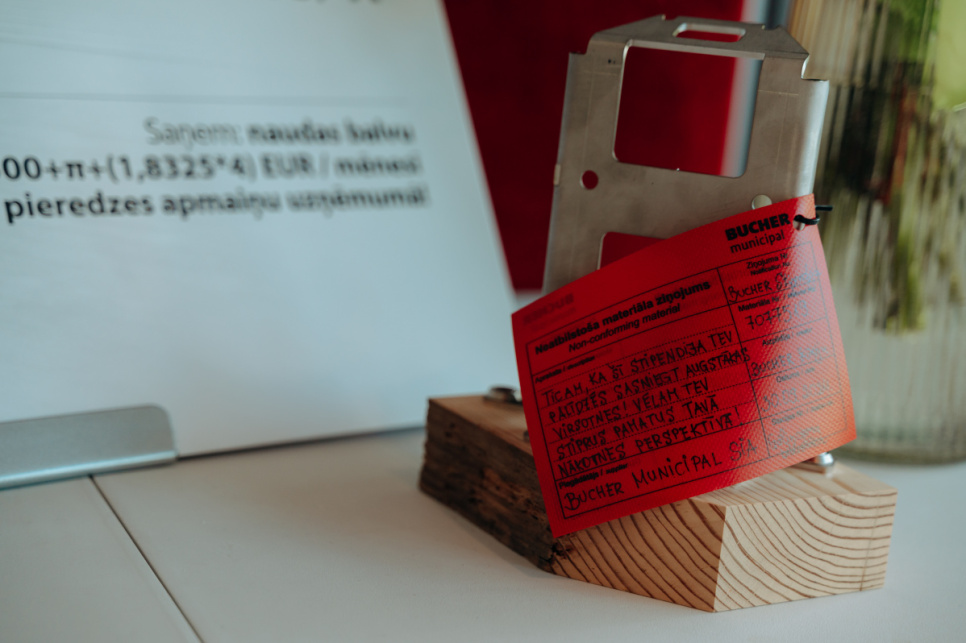 Saņem: naudas balvu
00+π+(1,8325*4) EUR / mēnesī
pieredzes apmaiņu uzņēmumā!
BUCHER
municipal
Neatbilstoša materiāla ziņojums
Non-conforming material
BUCHER
TICAM, KA ŠĪ STIPENDIJA TEV
PALĪDZĒS SASNIEGT AUGSTĀKAS
VIRSOTNES! VĒLAM TEV
STIPRUS PAMATUS TAVĀ
NĀKOTNES PERSPEKTĪVĀ!
BUCHER MUNICIPAL SIA